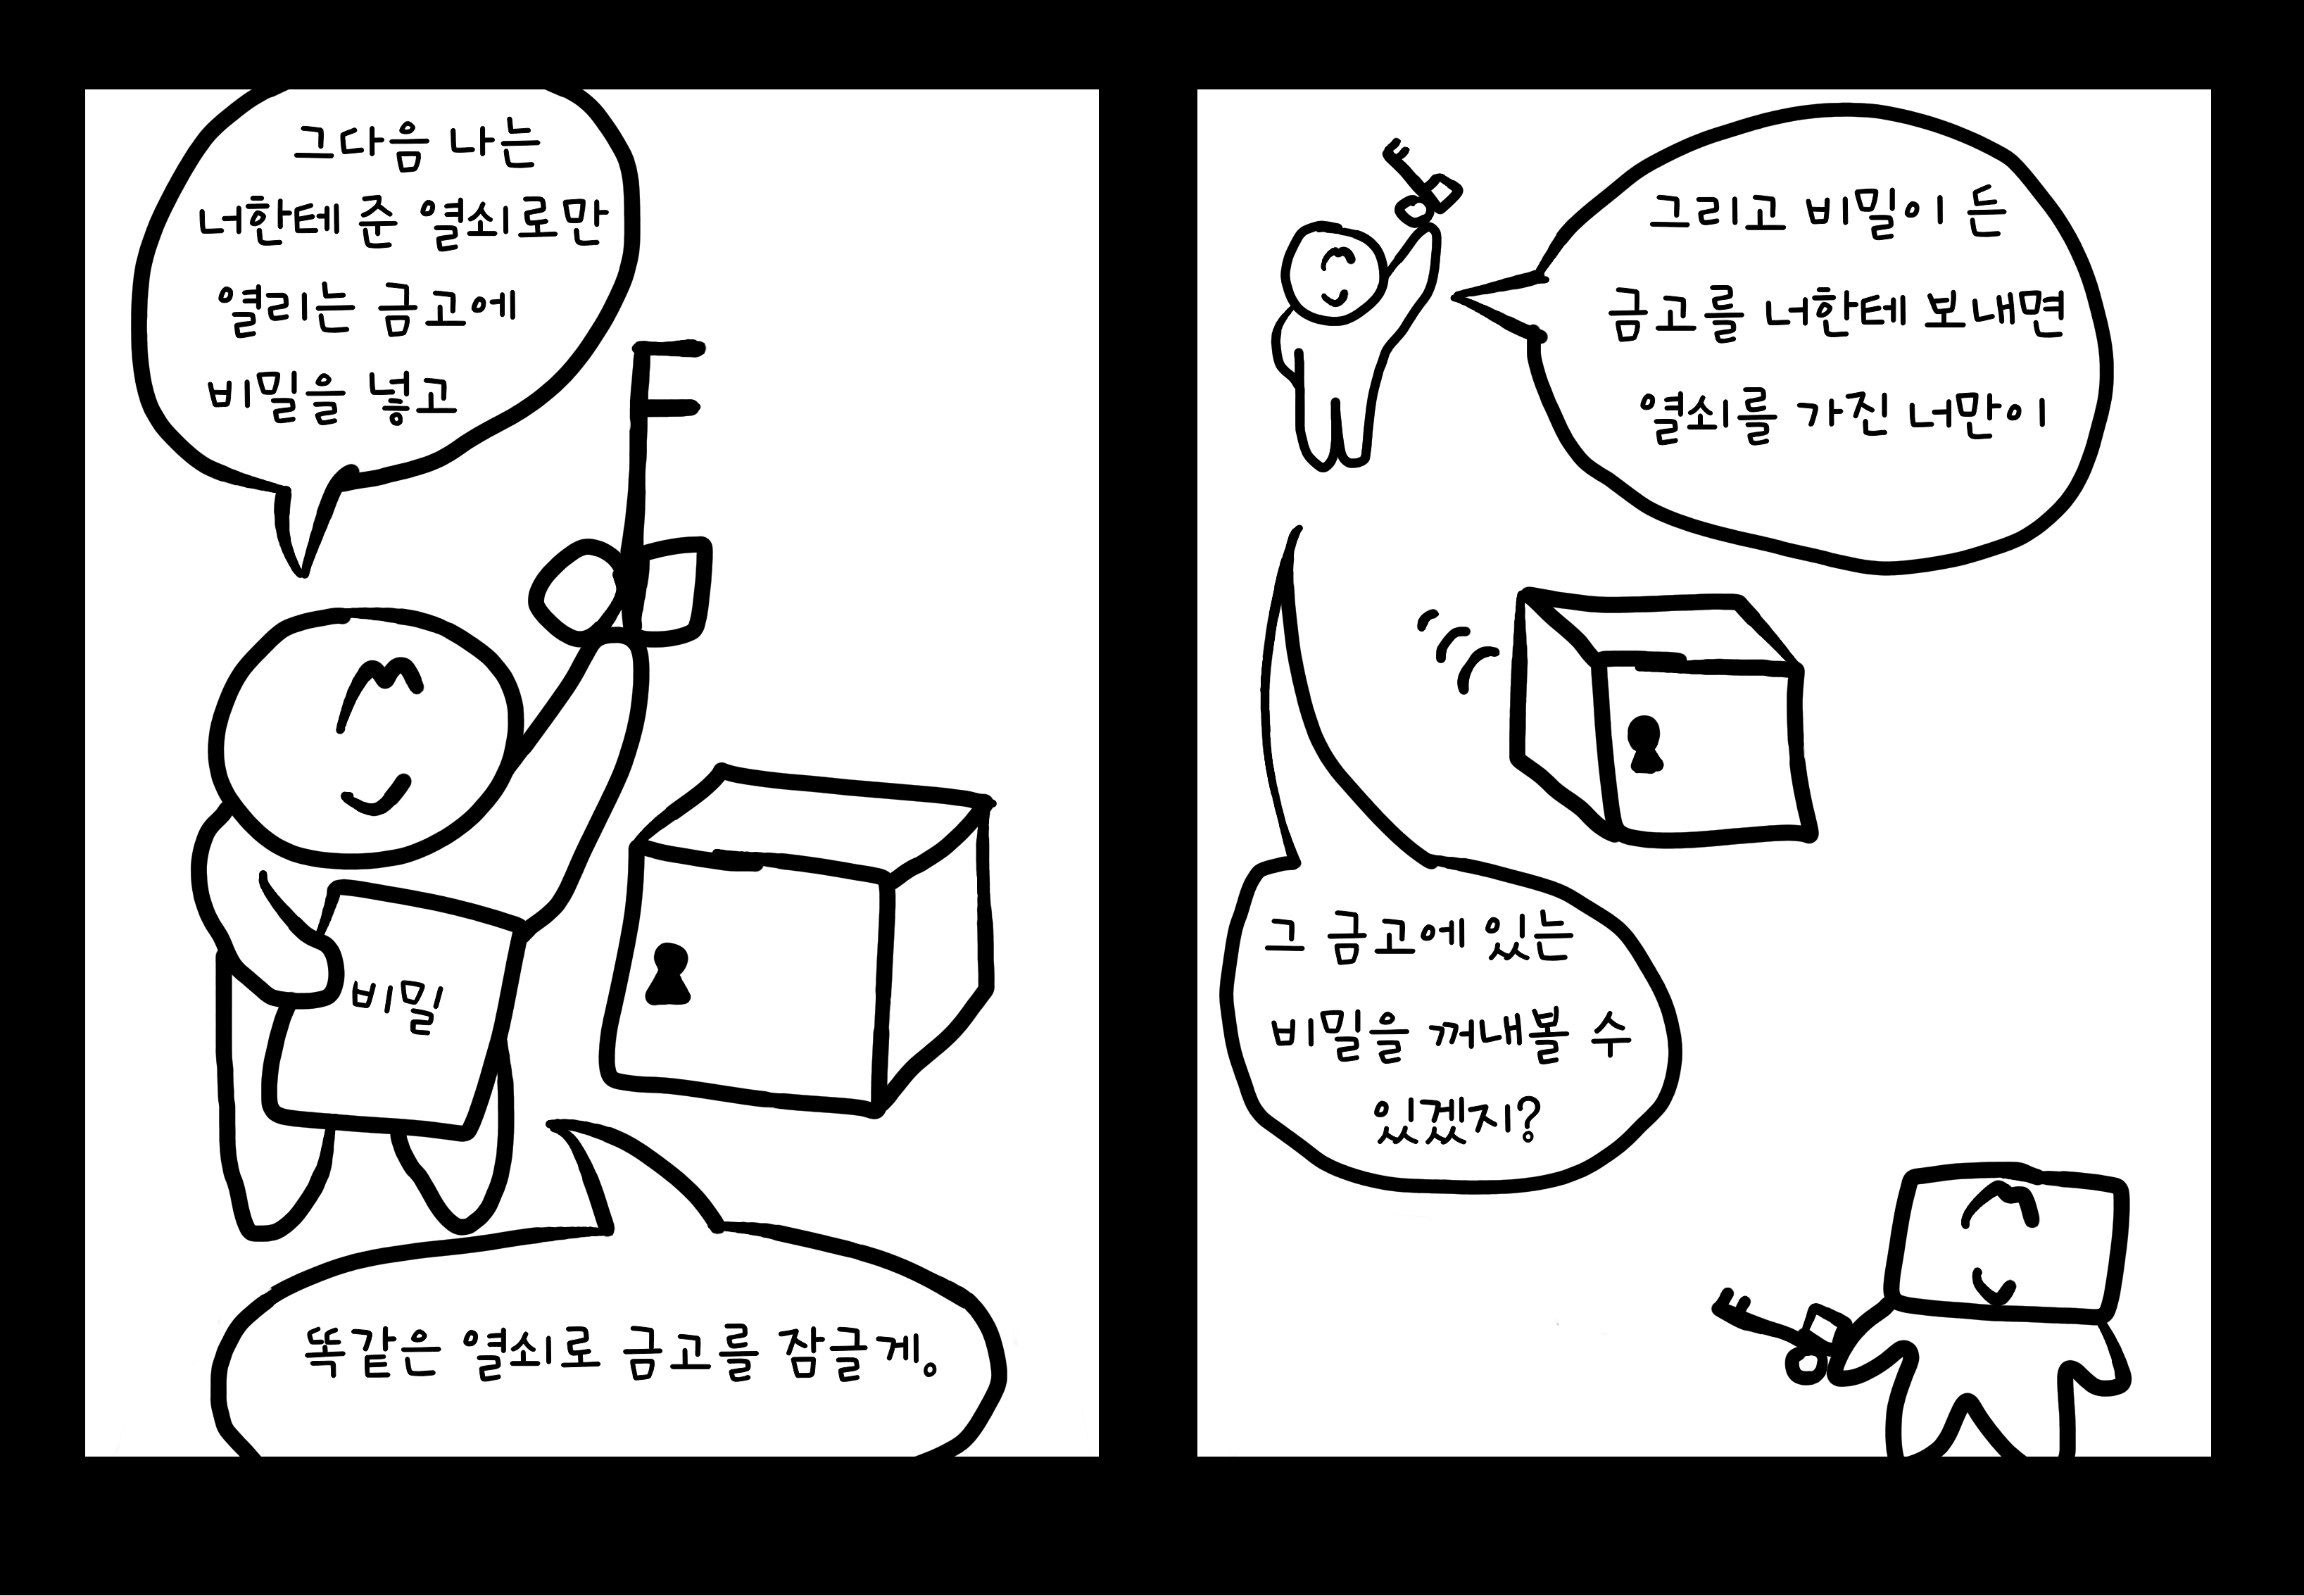 그다음 나는
너한테 준 열쇠로만
열리는 금고에
비밀을 넣고
비밀
똑같은 열쇠로 금고를 잠글게。
그리고 비밀이 든
금고를 너한테 보내면
열쇠를 가진 너만이
그 금고에 있는
비밀을 꺼내볼 수
있겠지?